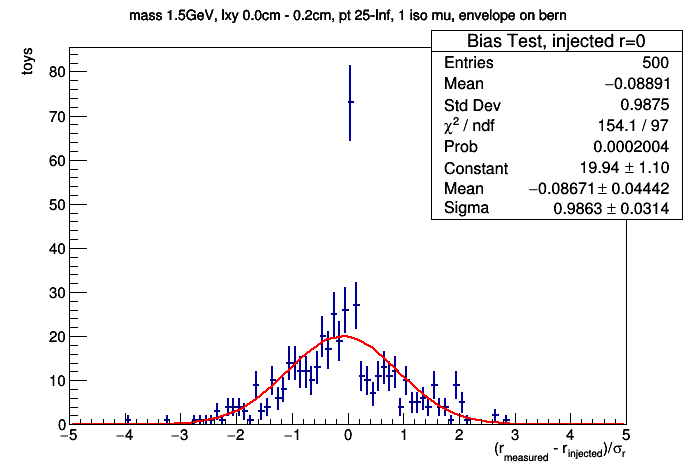 mass 1.5GeV, lxy 0.0cm - 0.2cm, pt 25-Inf, 1 iso mu, envelope on bern
Bias Test, injected r=0
Entries 500
Mean −0.08891
Std Dev 0.9875
χ² / ndf 154.1 / 97
Prob 0.0002004
Constant 19.94 ± 1.10
Mean −0.08671 ± 0.04442
Sigma 0.9863 ± 0.0314
toys
80
70
60
50
40
30
20
10
0
−5 −4 −3 −2 −1 0 1 2 3 4 5
(r_measured - r_injected)/σ_r